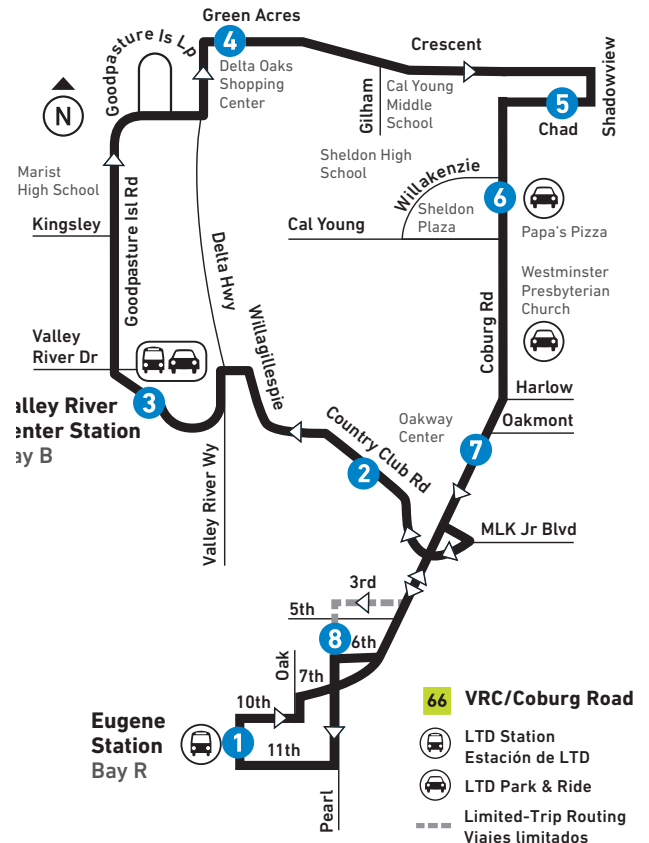 Green Acres
4
Goodpasture Is Lp
Delta Oaks
Shopping
Center
Crescent
Shadowview
N
Gilham
Cal Young
Middle
School
5
Chad
Marist
High School
Sheldon High
School
Willakenzie
Sheldon
Plaza
6
Papa's Pizza
Kingsley
Goodpasture Isl Rd
Delta Hwy
Cal Young
Westminster
Presbyterian
Church
Coburg Rd
Valley
River Dr
Willagillespie
Harlow
3
alley River
enter Station
ay B
Country Club Rd
Oakway
Center
Oakmont
7
2
Valley River Wy
MLK Jr Blvd
3rd
5th
8
6th
Oak
7th
10th
Eugene
Station
Bay R
1
11th
Pearl
66 VRC/Coburg Road
LTD Station
Estación de LTD
LTD Park & Ride
Limited-Trip Routing
Viajes limitados